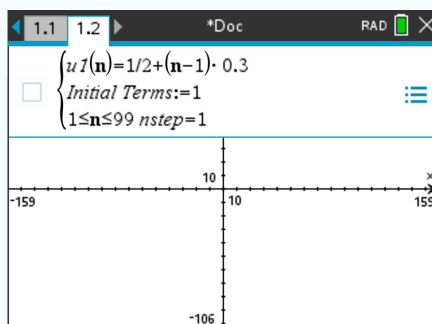 1.1 1.2 *Doc RAD
u1(n)=1/2+(n−1)· 0.3
Initial Terms:=1
1≤n≤99 nstep=1
10
x
-159 10 159
-106